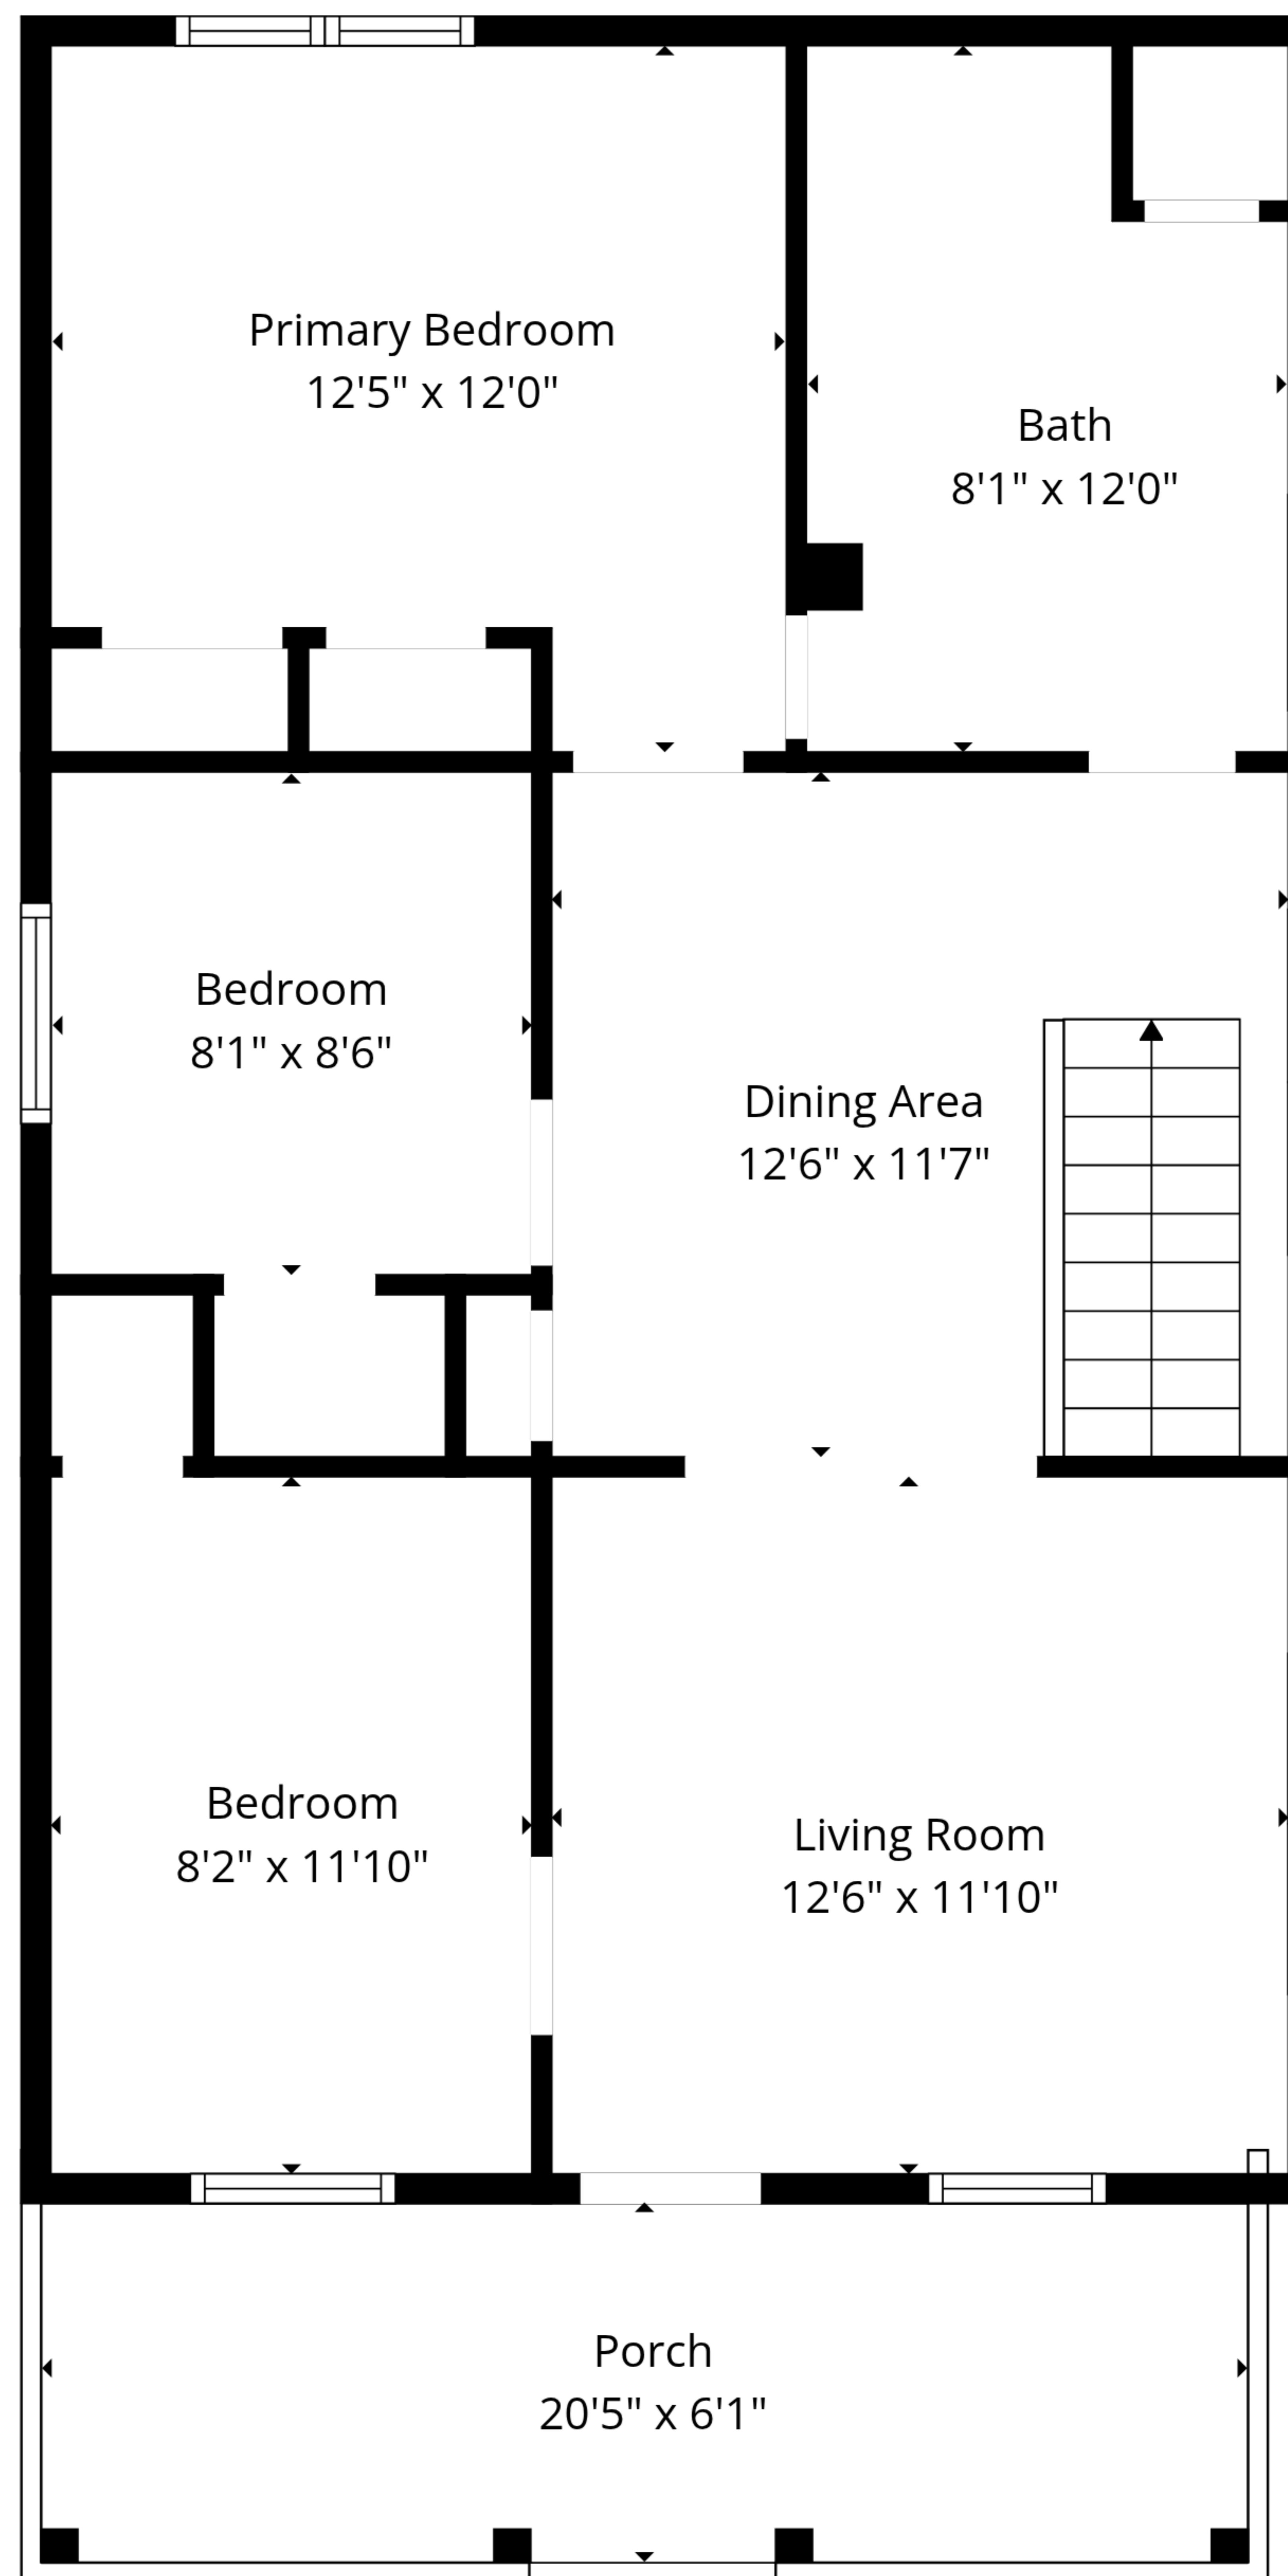 Primary Bedroom
12'5" x 12'0"
Bath
8'1" x 12'0"
Bedroom
8'1" x 8'6"
Dining Area
12'6" x 11'7"
Bedroom
8'2" x 11'10"
Living Room
12'6" x 11'10"
Porch
20'5" x 6'1"